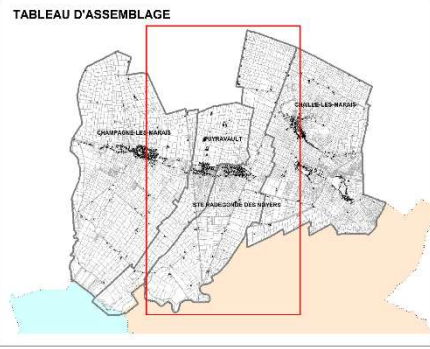 TABLEAU D'ASSEMBLAGE
CHAILLE-LES-MARAIS
CHAMPAGNE-LES-MARAIS
PUYRAVAULT
STE RADEGONDE DES NOYERS